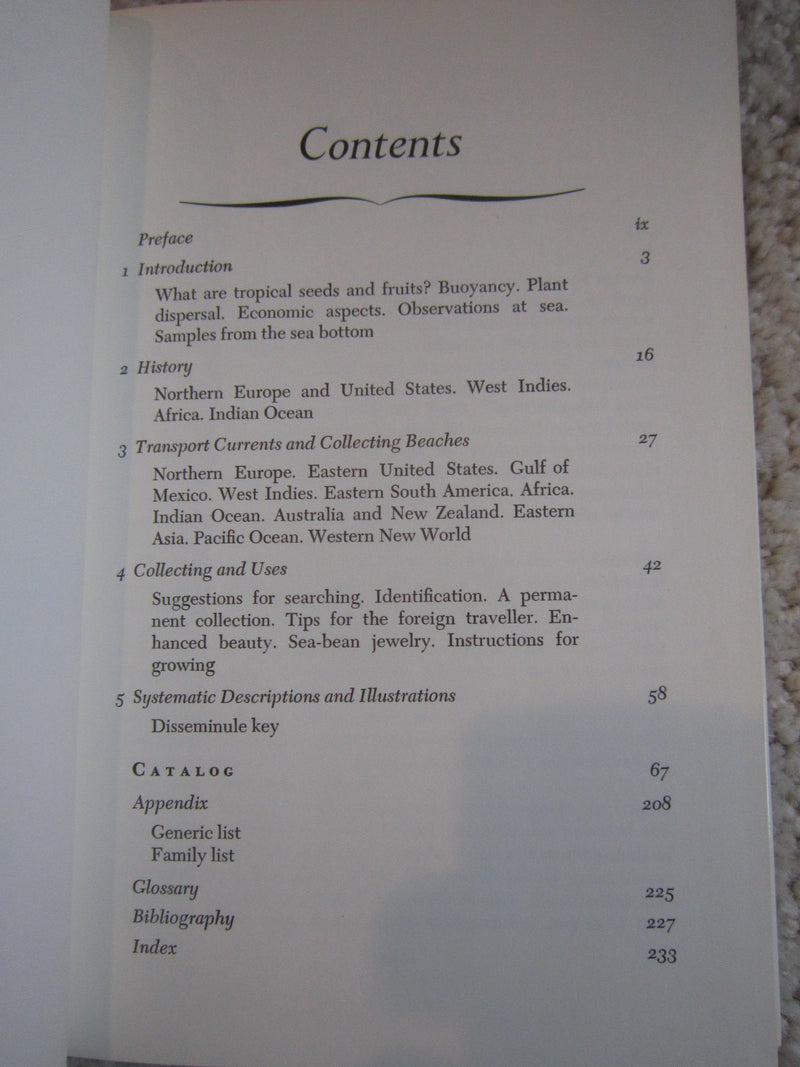 Contents
Preface ix
1 Introduction 3
What are tropical seeds and fruits? Buoyancy. Plant
dispersal. Economic aspects. Observations at sea.
Samples from the sea bottom
2 History 16
Northern Europe and United States. West Indies.
Africa. Indian Ocean
3 Transport Currents and Collecting Beaches 27
Northern Europe. Eastern United States. Gulf of
Mexico. West Indies. Eastern South America. Africa.
Indian Ocean. Australia and New Zealand. Eastern
Asia. Pacific Ocean. Western New World
4 Collecting and Uses 42
Suggestions for searching. Identification. A perma-
nent collection. Tips for the foreign traveller. En-
hanced beauty. Sea-bean jewelry. Instructions for
growing
5 Systematic Descriptions and Illustrations 58
Disseminule key
CATALOG 67
Appendix 208
Generic list
Family list
Glossary 225
Bibliography 227
Index 233